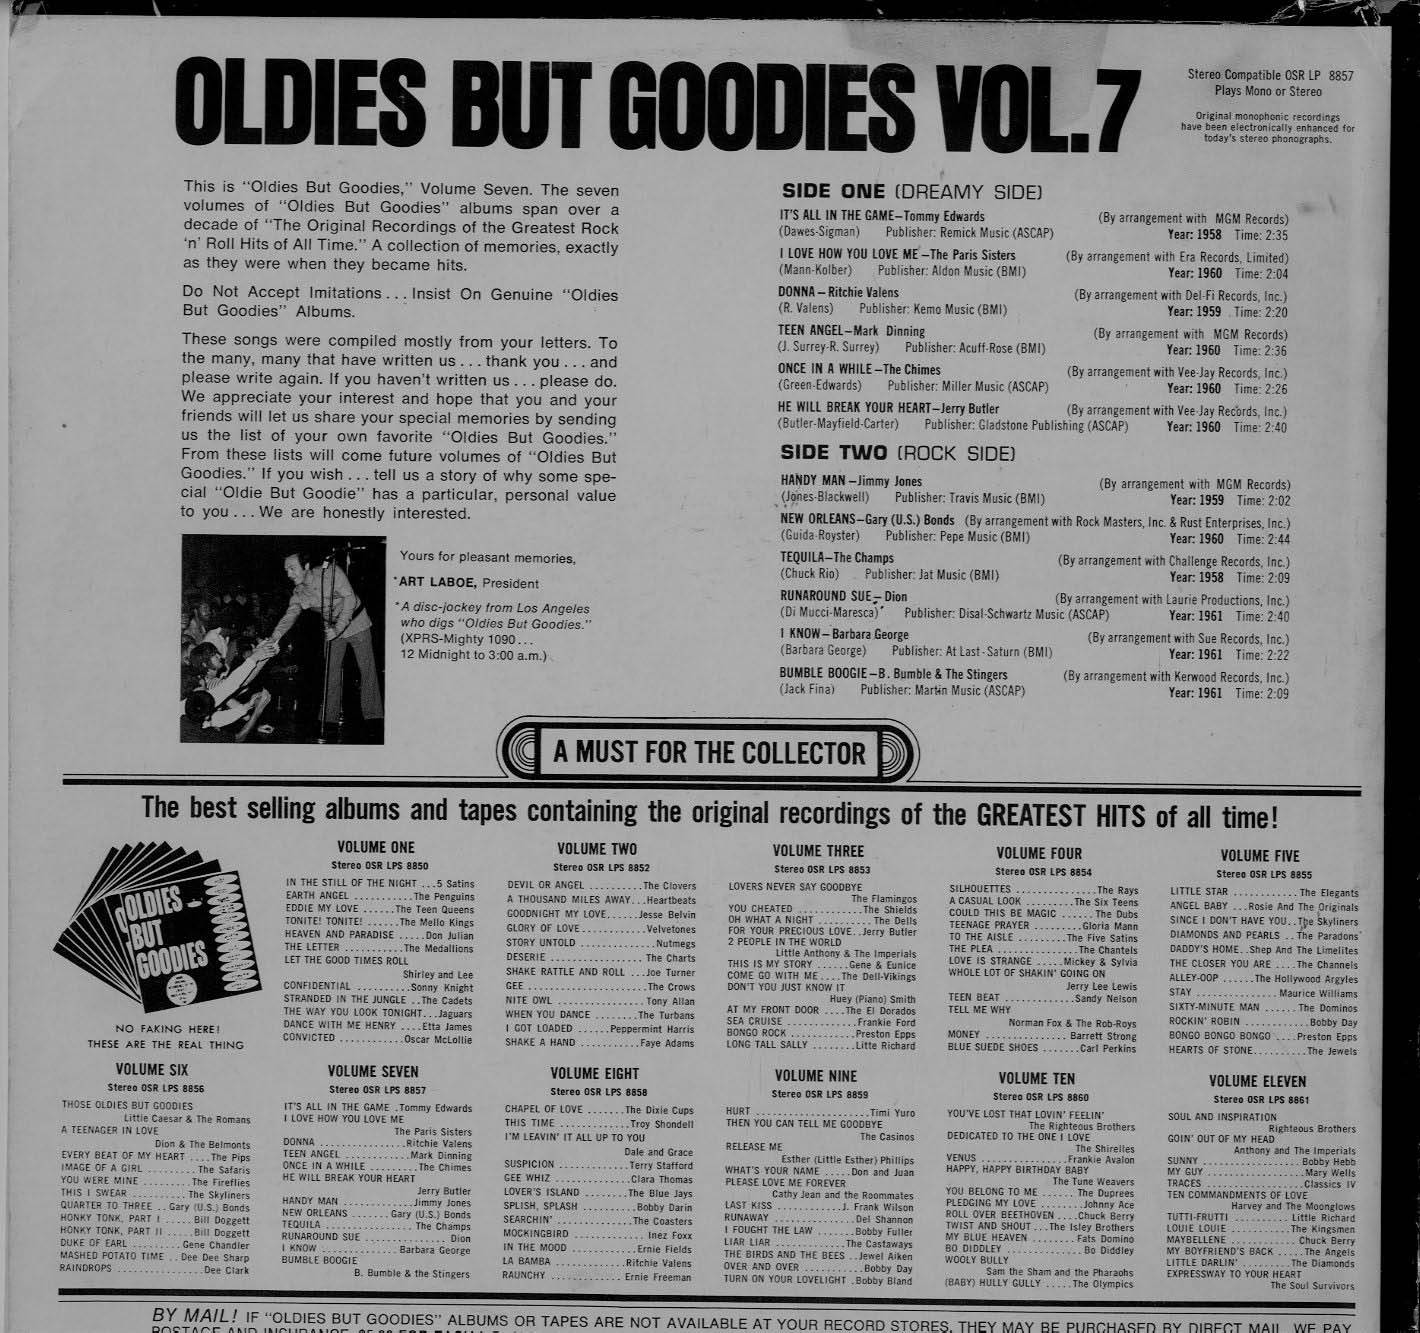 OLDIES BUT GOODIES VOL.7
Stereo Compatible OSR LP 8857
Plays Mono or Stereo
Original monophonic recordings
have been electronically enhanced for
today's stereo phonographs.
This is "Oldies But Goodies," Volume Seven. The seven
volumes of "Oldies But Goodies" albums span over a
decade of "The Original Recordings of the Greatest Rock
'n' Roll Hits of All Time." A collection of memories, exactly
as they were when they became hits.
Do Not Accept Imitations . . . Insist On Genuine "Oldies
But Goodies" Albums.
These songs were compiled mostly from your letters. To
the many, many that have written us . . . thank you . . . and
please write again. If you haven't written us . . . please do.
We appreciate your interest and hope that you and your
friends will let us share your special memories by sending
us the list of your own favorite "Oldies But Goodies."
From these lists will come future volumes of "Oldies But
Goodies." If you wish . . . tell us a story of why some spe-
cial "Oldie But Goodie" has a particular, personal value
to you . . . We are honestly interested.
Yours for pleasant memories,
*ART LABOE, President
*A disc-jockey from Los Angeles
who digs "Oldies But Goodies."
(XPRS-Mighty 1090 . . .
12 Midnight to 3:00 a.m.)
SIDE ONE (DREAMY SIDE)
IT'S ALL IN THE GAME—Tommy Edwards (By arrangement with MGM Records)
(Dawes-Sigman) Publisher: Remick Music (ASCAP) Year: 1958 Time: 2:35
I LOVE HOW YOU LOVE ME—The Paris Sisters (By arrangement with Era Records, Limited)
(Mann-Kolber) Publisher: Aldon Music (BMI) Year: 1960 Time: 2:04
DONNA—Ritchie Valens (By arrangement with Del-Fi Records, Inc.)
(R. Valens) Publisher: Kemo Music (BMI) Year: 1959 Time: 2:20
TEEN ANGEL—Mark Dinning (By arrangement with MGM Records)
(J. Surrey-R. Surrey) Publisher: Acuff-Rose (BMI) Year: 1960 Time: 2:36
ONCE IN A WHILE—The Chimes (By arrangement with Vee-Jay Records, Inc.)
(Green-Edwards) Publisher: Miller Music (ASCAP) Year: 1960 Time: 2:26
HE WILL BREAK YOUR HEART—Jerry Butler (By arrangement with Vee-Jay Records, Inc.)
(Butler-Mayfield-Carter) Publisher: Gladstone Publishing (ASCAP) Year: 1960 Time: 2:40
SIDE TWO (ROCK SIDE)
HANDY MAN—Jimmy Jones (By arrangement with MGM Records)
(Jones-Blackwell) Publisher: Travis Music (BMI) Year: 1959 Time: 2:02
NEW ORLEANS—Gary (U.S.) Bonds (By arrangement with Rock Masters, Inc. & Rust Enterprises, Inc.)
(Guida-Royster) Publisher: Pepe Music (BMI) Year: 1960 Time: 2:44
TEQUILA—The Champs (By arrangement with Challenge Records, Inc.)
(Chuck Rio) Publisher: Jat Music (BMI) Year: 1958 Time: 2:09
RUNAROUND SUE—Dion (By arrangement with Laurie Productions, Inc.)
(Di Mucci-Maresca) Publisher: Disal-Schwartz Music (ASCAP) Year: 1961 Time: 2:40
I KNOW—Barbara George (By arrangement with Sue Records, Inc.)
(Barbara George) Publisher: At Last-Saturn (BMI) Year: 1961 Time: 2:22
BUMBLE BOOGIE—B. Bumble & The Stingers (By arrangement with Kerwood Records, Inc.)
(Jack Fina) Publisher: Martin Music (ASCAP) Year: 1961 Time: 2:09
A MUST FOR THE COLLECTOR
The best selling albums and tapes containing the original recordings of the GREATEST HITS of all time!
OLDIES
BUT
GOODIES
NO FAKING HERE!
THESE ARE THE REAL THING
VOLUME ONE
Stereo OSR LPS 8850
IN THE STILL OF THE NIGHT ...5 Satins
EARTH ANGEL ...........The Penguins
EDDIE MY LOVE ......The Teen Queens
TONITE! TONITE! ......The Mello Kings
HEAVEN AND PARADISE .....Don Julian
THE LETTER ...........The Medallions
LET THE GOOD TIMES ROLL
Shirley and Lee
CONFIDENTIAL ...........Sonny Knight
STRANDED IN THE JUNGLE ..The Cadets
THE WAY YOU LOOK TONIGHT...Jaguars
DANCE WITH ME HENRY ....Etta James
CONVICTED ............Oscar McLollie
VOLUME TWO
Stereo OSR LPS 8852
DEVIL OR ANGEL ..........The Clovers
A THOUSAND MILES AWAY...Heartbeats
GOODNIGHT MY LOVE......Jesse Belvin
GLORY OF LOVE............Velvetones
STORY UNTOLD ..............Nutmegs
DESERIE .................The Charts
SHAKE RATTLE AND ROLL ...Joe Turner
GEE ......................The Crows
NITE OWL ................Tony Allan
WHEN YOU DANCE .........The Turbans
I GOT LOADED ......Peppermint Harris
SHAKE A HAND ...........Faye Adams
VOLUME THREE
Stereo OSR LPS 8853
LOVERS NEVER SAY GOODBYE
The Flamingos
YOU CHEATED ............The Shields
OH WHAT A NIGHT ..........The Dells
FOR YOUR PRECIOUS LOVE..Jerry Butler
2 PEOPLE IN THE WORLD
Little Anthony & The Imperials
THIS IS MY STORY ......Gene & Eunice
COME GO WITH ME ....The Dell-Vikings
DON'T YOU JUST KNOW IT
Huey (Piano) Smith
AT MY FRONT DOOR ....The El Dorados
SEA CRUISE .............Frankie Ford
BONGO ROCK ............Preston Epps
LONG TALL SALLY ........Litte Richard
VOLUME FOUR
Stereo OSR LPS 8854
SILHOUETTES ...............The Rays
A CASUAL LOOK .........The Six Teens
COULD THIS BE MAGIC .......The Dubs
TEENAGE PRAYER .........Gloria Mann
TO THE AISLE .........The Five Satins
THE PLEA ...............The Chantels
LOVE IS STRANGE .....Mickey & Sylvia
WHOLE LOT OF SHAKIN' GOING ON
Jerry Lee Lewis
TEEN BEAT .............Sandy Nelson
TELL ME WHY
Norman Fox & The Rob-Roys
MONEY ...............Barrett Strong
BLUE SUEDE SHOES .......Carl Perkins
VOLUME FIVE
Stereo OSR LPS 8855
LITTLE STAR ............The Elegants
ANGEL BABY ...Rosie And The Originals
SINCE I DON'T HAVE YOU..The Skyliners
DIAMONDS AND PEARLS ..The Paradons
DADDY'S HOME..Shep And The Limelites
THE CLOSER YOU ARE ....The Channels
ALLEY-OOP ......The Hollywood Argyles
STAY ...............Maurice Williams
SIXTY-MINUTE MAN ......The Dominos
ROCKIN' ROBIN ............Bobby Day
BONGO BONGO BONGO ....Preston Epps
HEARTS OF STONE..........The Jewels
VOLUME SIX
Stereo OSR LPS 8856
THOSE OLDIES BUT GOODIES
Little Caesar & The Romans
A TEENAGER IN LOVE
Dion & The Belmonts
EVERY BEAT OF MY HEART ....The Pips
IMAGE OF A GIRL .........The Safaris
YOU WERE MINE .........The Fireflies
THIS I SWEAR ..........The Skyliners
QUARTER TO THREE ..Gary (U.S.) Bonds
HONKY TONK, PART I ......Bill Doggett
HONKY TONK, PART II .....Bill Doggett
DUKE OF EARL .........Gene Chandler
MASHED POTATO TIME ..Dee Dee Sharp
RAINDROPS ................Dee Clark
VOLUME SEVEN
Stereo OSR LPS 8857
IT'S ALL IN THE GAME .Tommy Edwards
I LOVE HOW YOU LOVE ME
The Paris Sisters
DONNA ................Ritchie Valens
TEEN ANGEL .............Mark Dinning
ONCE IN A WHILE .........The Chimes
HE WILL BREAK YOUR HEART
Jerry Butler
HANDY MAN .............Jimmy Jones
NEW ORLEANS ........Gary (U.S.) Bonds
TEQUILA ................The Champs
RUNAROUND SUE ................Dion
I KNOW ...............Barbara George
BUMBLE BOOGIE
B. Bumble & the Stingers
VOLUME EIGHT
Stereo OSR LPS 8858
CHAPEL OF LOVE .......The Dixie Cups
THIS TIME ..............Troy Shondell
I'M LEAVIN' IT ALL UP TO YOU
Dale and Grace
SUSPICION .............Terry Stafford
GEE WHIZ ..............Clara Thomas
LOVER'S ISLAND ........The Blue Jays
SPLISH, SPLASH ..........Bobby Darin
SEARCHIN' .............The Coasters
MOCKINGBIRD ..............Inez Foxx
IN THE MOOD ............Ernie Fields
LA BAMBA .............Ritchie Valens
RAUNCHY .............Ernie Freeman
VOLUME NINE
Stereo OSR LPS 8859
HURT .....................Timi Yuro
THEN YOU CAN TELL ME GOODBYE
The Casinos
RELEASE ME
Esther (Little Esther) Phillips
WHAT'S YOUR NAME .....Don and Juan
PLEASE LOVE ME FOREVER
Cathy Jean and the Roommates
LAST KISS ............J. Frank Wilson
RUNAWAY ...............Del Shannon
I FOUGHT THE LAW .......Bobby Fuller
LIAR LIAR .............The Castaways
THE BIRDS AND THE BEES ..Jewel Aiken
OVER AND OVER ............Bobby Day
TURN ON YOUR LOVELIGHT .Bobby Bland
VOLUME TEN
Stereo OSR LPS 8860
YOU'VE LOST THAT LOVIN' FEELIN'
The Righteous Brothers
DEDICATED TO THE ONE I LOVE
The Shirelles
VENUS .................Frankie Avalon
HAPPY, HAPPY BIRTHDAY BABY
The Tune Weavers
YOU BELONG TO ME ......The Duprees
PLEDGING MY LOVE .......Johnny Ace
ROLL OVER BEETHOVEN ...Chuck Berry
TWIST AND SHOUT ...The Isley Brothers
MY BLUE HEAVEN ........Fats Domino
BO DIDDLEY ..............Bo Diddley
WOOLY BULLY
Sam the Sham and the Pharaohs
(BABY) HULLY GULLY .....The Olympics
VOLUME ELEVEN
Stereo OSR LPS 8861
SOUL AND INSPIRATION
Righteous Brothers
GOIN' OUT OF MY HEAD
Anthony and The Imperials
SUNNY ..................Bobby Hebb
MY GUY .................Mary Wells
TRACES ..................Classics IV
TEN COMMANDMENTS OF LOVE
Harvey and The Moonglows
TUTTI-FRUTTI ............Little Richard
LOUIE LOUIE ...........The Kingsmen
MAYBELLENE .............Chuck Berry
MY BOYFRIEND'S BACK .....The Angels
LITTLE DARLIN' ........The Diamonds
EXPRESSWAY TO YOUR HEART
The Soul Survivors
BY MAIL! IF "OLDIES BUT GOODIES" ALBUMS OR TAPES ARE NOT AVAILABLE AT YOUR RECORD STORES, THEY MAY BE PURCHASED BY DIRECT MAIL. WE PAY
POSTAGE AND INSURANCE.